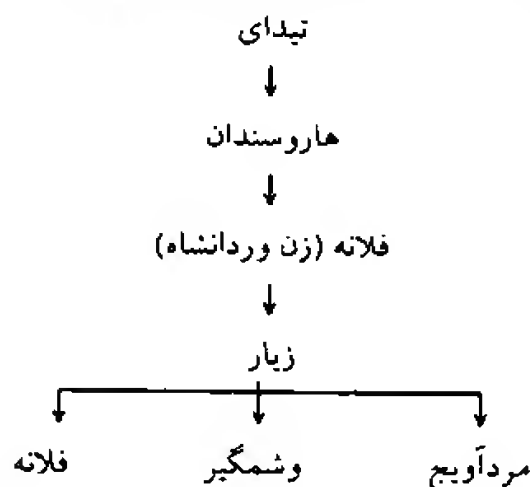 تیدای
هاروسندان
فلانه (زن وردانشاه)
زیار
مردآویج وشمگیر فلانه